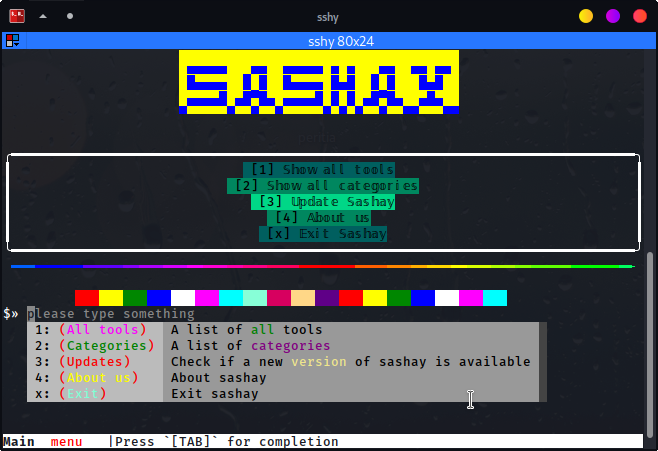 sshy
sshy 80x24
SASHAY
[1] Show all tools
[2] Show all categories
[3] Update Sashay
[4] About us
[x] Exit Sashay
$» please type something
1: (All tools) A list of all tools
2: (Categories) A list of categories
3: (Updates) Check if a new version of sashay is available
4: (About us) About sashay
x: (Exit) Exit sashay
Main menu |Press `[TAB]` for completion